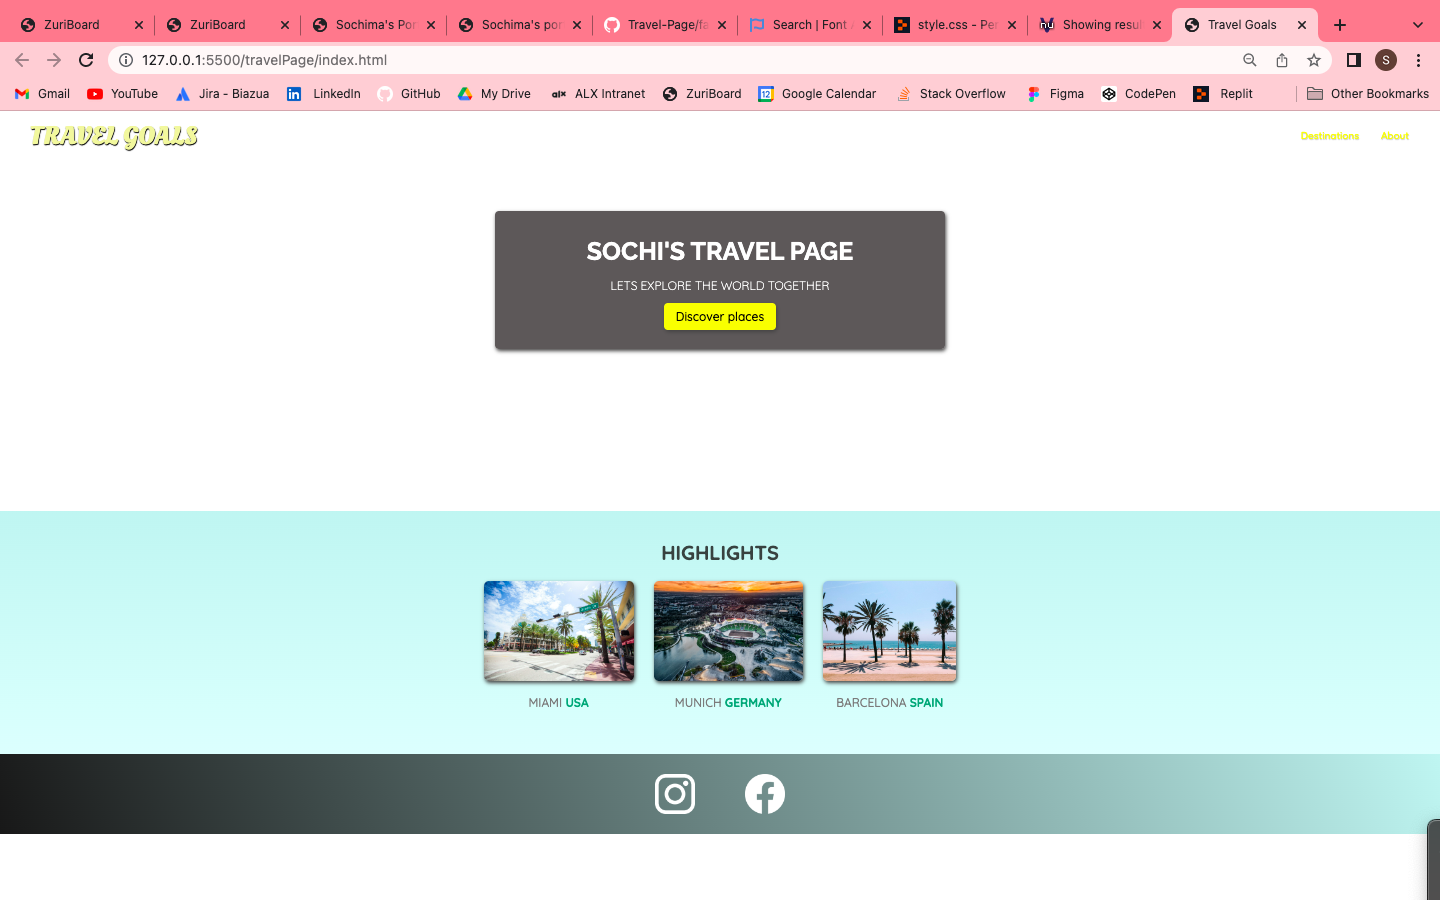 ZuriBoard
ZuriBoard
Sochima's Por
Sochima's por
Travel-Page/fa
Search | Font
style.css - Per
Showing resul
Travel Goals
127.0.0.1:5500/travelPage/index.html
S
Gmail
YouTube
Jira - Biazua
LinkedIn
GitHub
My Drive
ALX Intranet
ZuriBoard
Google Calendar
Stack Overflow
Figma
CodePen
Replit
Other Bookmarks
TRAVEL GOALS
Destinations
About
SOCHI'S TRAVEL PAGE
LETS EXPLORE THE WORLD TOGETHER
Discover places
HIGHLIGHTS
MIAMI USA
MUNICH GERMANY
BARCELONA SPAIN